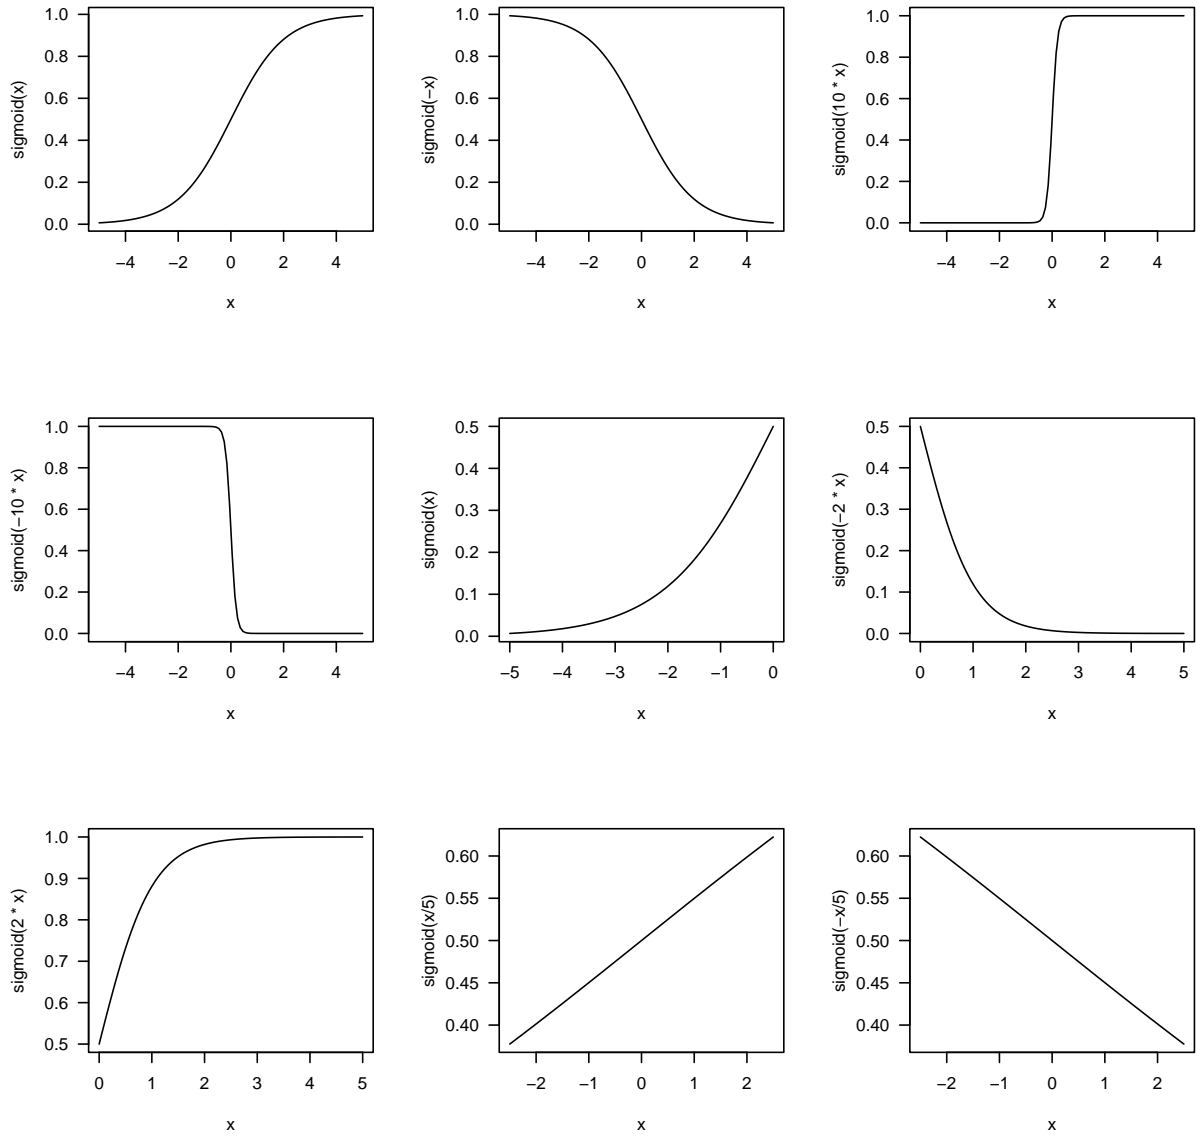 sigmoid(x)
1.0
0.8
0.6
0.4
0.2
0.0
−4 −2 0 2 4
x
sigmoid(−x)
1.0
0.8
0.6
0.4
0.2
0.0
−4 −2 0 2 4
x
sigmoid(10 * x)
1.0
0.8
0.6
0.4
0.2
0.0
−4 −2 0 2 4
x
sigmoid(−10 * x)
1.0
0.8
0.6
0.4
0.2
0.0
−4 −2 0 2 4
x
sigmoid(x)
0.5
0.4
0.3
0.2
0.1
0.0
−5 −4 −3 −2 −1 0
x
sigmoid(−2 * x)
0.5
0.4
0.3
0.2
0.1
0.0
0 1 2 3 4 5
x
sigmoid(2 * x)
1.0
0.9
0.8
0.7
0.6
0.5
0 1 2 3 4 5
x
sigmoid(x/5)
0.60
0.55
0.50
0.45
0.40
−2 −1 0 1 2
x
sigmoid(−x/5)
0.60
0.55
0.50
0.45
0.40
−2 −1 0 1 2
x